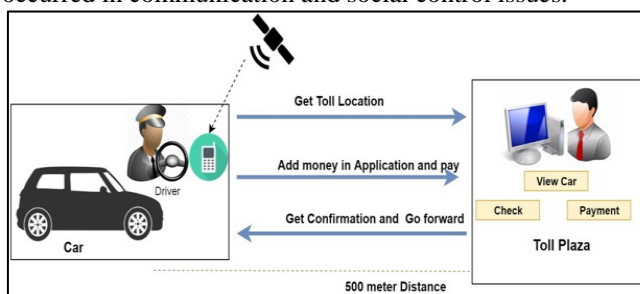 occurred in communication and social control issues.
Get Toll Location
Driver
Add money in Application and pay
View Car
Check
Payment
Get Confirmation and Go forward
Car
Toll Plaza
500 meter Distance